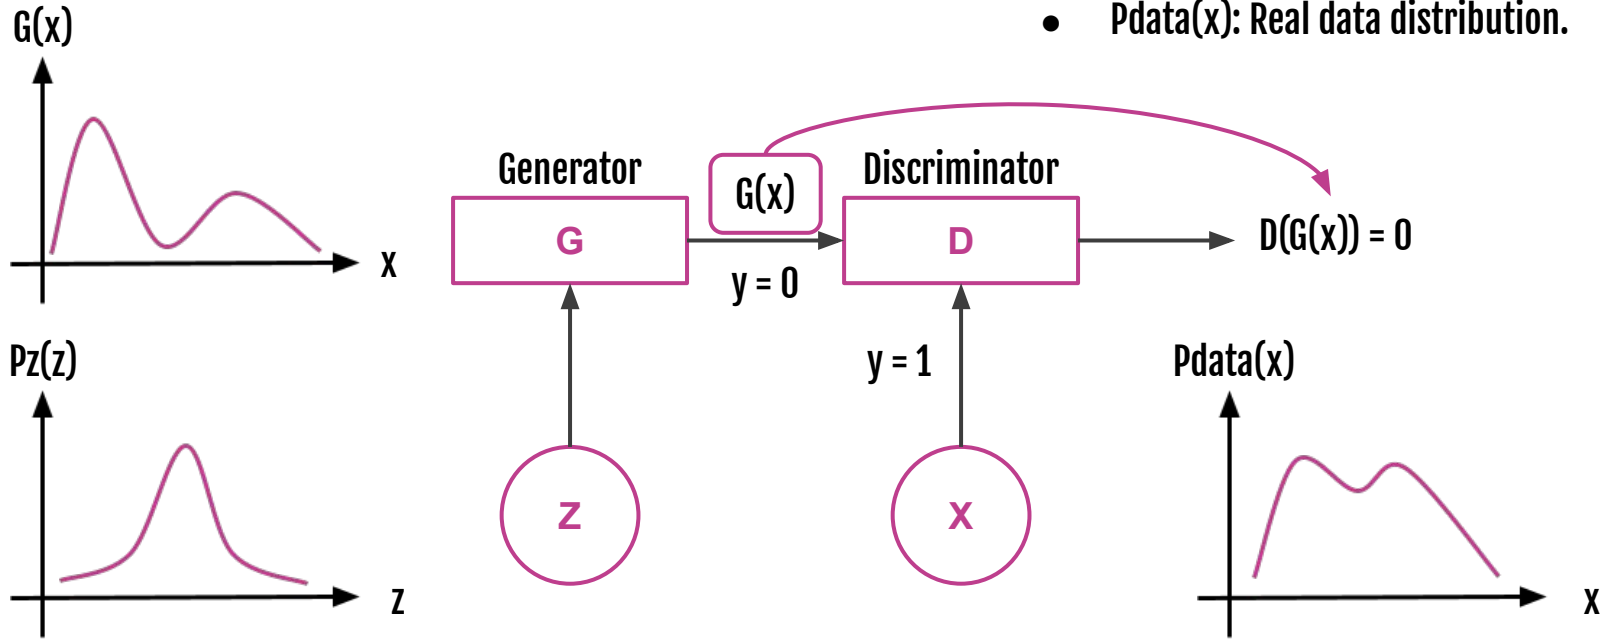 G(x)
● Pdata(x): Real data distribution.
Generator
G(x)
Discriminator
G
D
D(G(x)) = 0
x
y = 0
Pz(z)
y = 1
Pdata(x)
Z
X
z
x